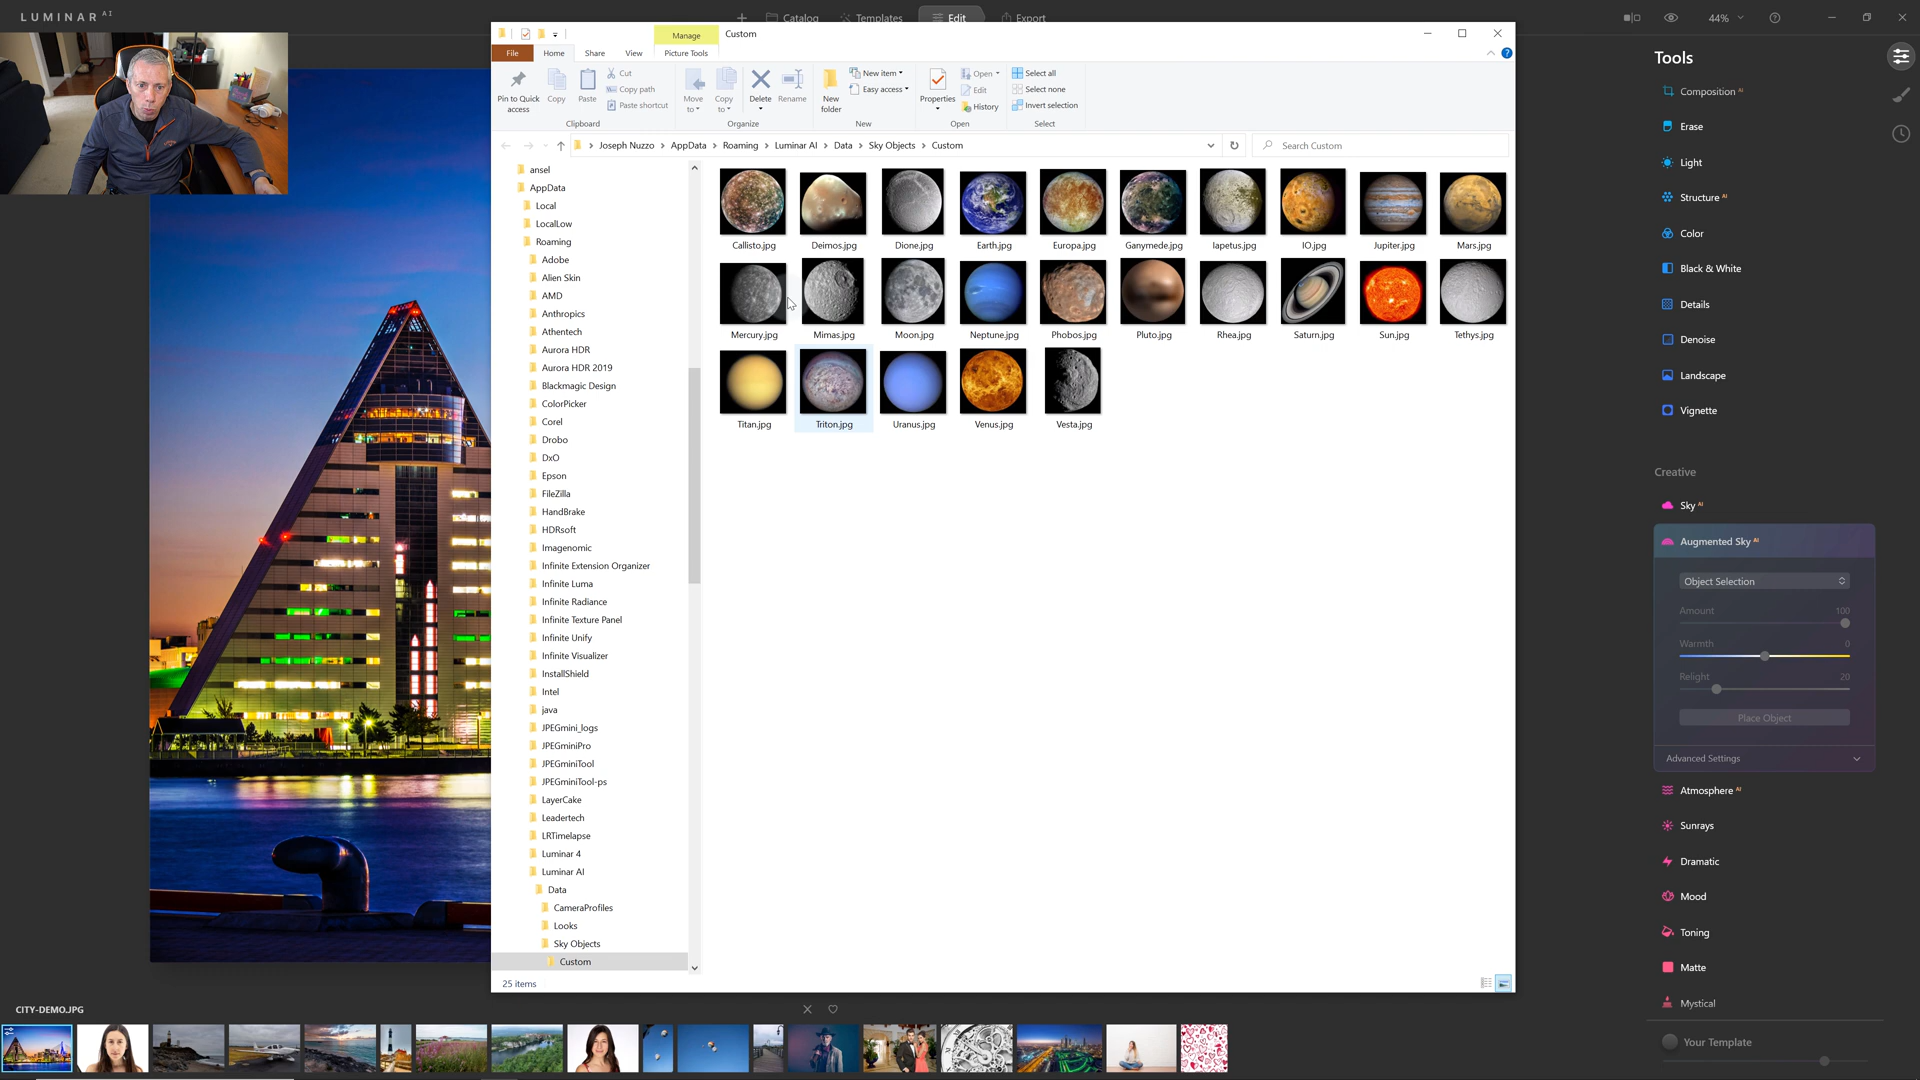 LUMINAR AI
Catalog
Templates
Edit
Export
44%
Manage
Custom
File
Home
Share
View
Picture Tools
Pin to Quick access
Copy
Paste
Cut
Copy path
Paste shortcut
Move to
Copy to
Delete
Rename
New folder
New item
Easy access
Properties
Open
Edit
History
Select all
Select none
Invert selection
Clipboard
Organize
New
Open
Select
Joseph Nuzzo > AppData > Roaming > Luminar AI > Data > Sky Objects > Custom
Search Custom
ansel
AppData
Local
LocalLow
Roaming
Adobe
Alien Skin
AMD
Anthropics
Athentech
Aurora HDR
Aurora HDR 2019
Blackmagic Design
ColorPicker
Corel
Drobo
DxO
Epson
FileZilla
HandBrake
HDRsoft
Imagenomic
Infinite Extension Organizer
Infinite Luma
Infinite Radiance
Infinite Texture Panel
Infinite Unify
Infinite Visualizer
InstallShield
Intel
java
JPEGmini_logs
JPEGminiPro
JPEGminiTool
JPEGminiTool-ps
LayerCake
Leadertech
LRTimelapse
Luminar 4
Luminar AI
Data
CameraProfiles
Looks
Sky Objects
Custom
Callisto.jpg
Deimos.jpg
Dione.jpg
Earth.jpg
Europa.jpg
Ganymede.jpg
Iapetus.jpg
IO.jpg
Jupiter.jpg
Mars.jpg
Mercury.jpg
Mimas.jpg
Moon.jpg
Neptune.jpg
Phobos.jpg
Pluto.jpg
Rhea.jpg
Saturn.jpg
Sun.jpg
Tethys.jpg
Titan.jpg
Triton.jpg
Uranus.jpg
Venus.jpg
Vesta.jpg
25 items
Tools
Composition AI
Erase
Light
Structure AI
Color
Black & White
Details
Denoise
Landscape
Vignette
Creative
Sky AI
Augmented Sky AI
Object Selection
Amount 100
Warmth 0
Relight 20
Place Object
Advanced Settings
Atmosphere AI
Sunrays
Dramatic
Mood
Toning
Matte
Mystical
Your Template
CITY-DEMO.JPG